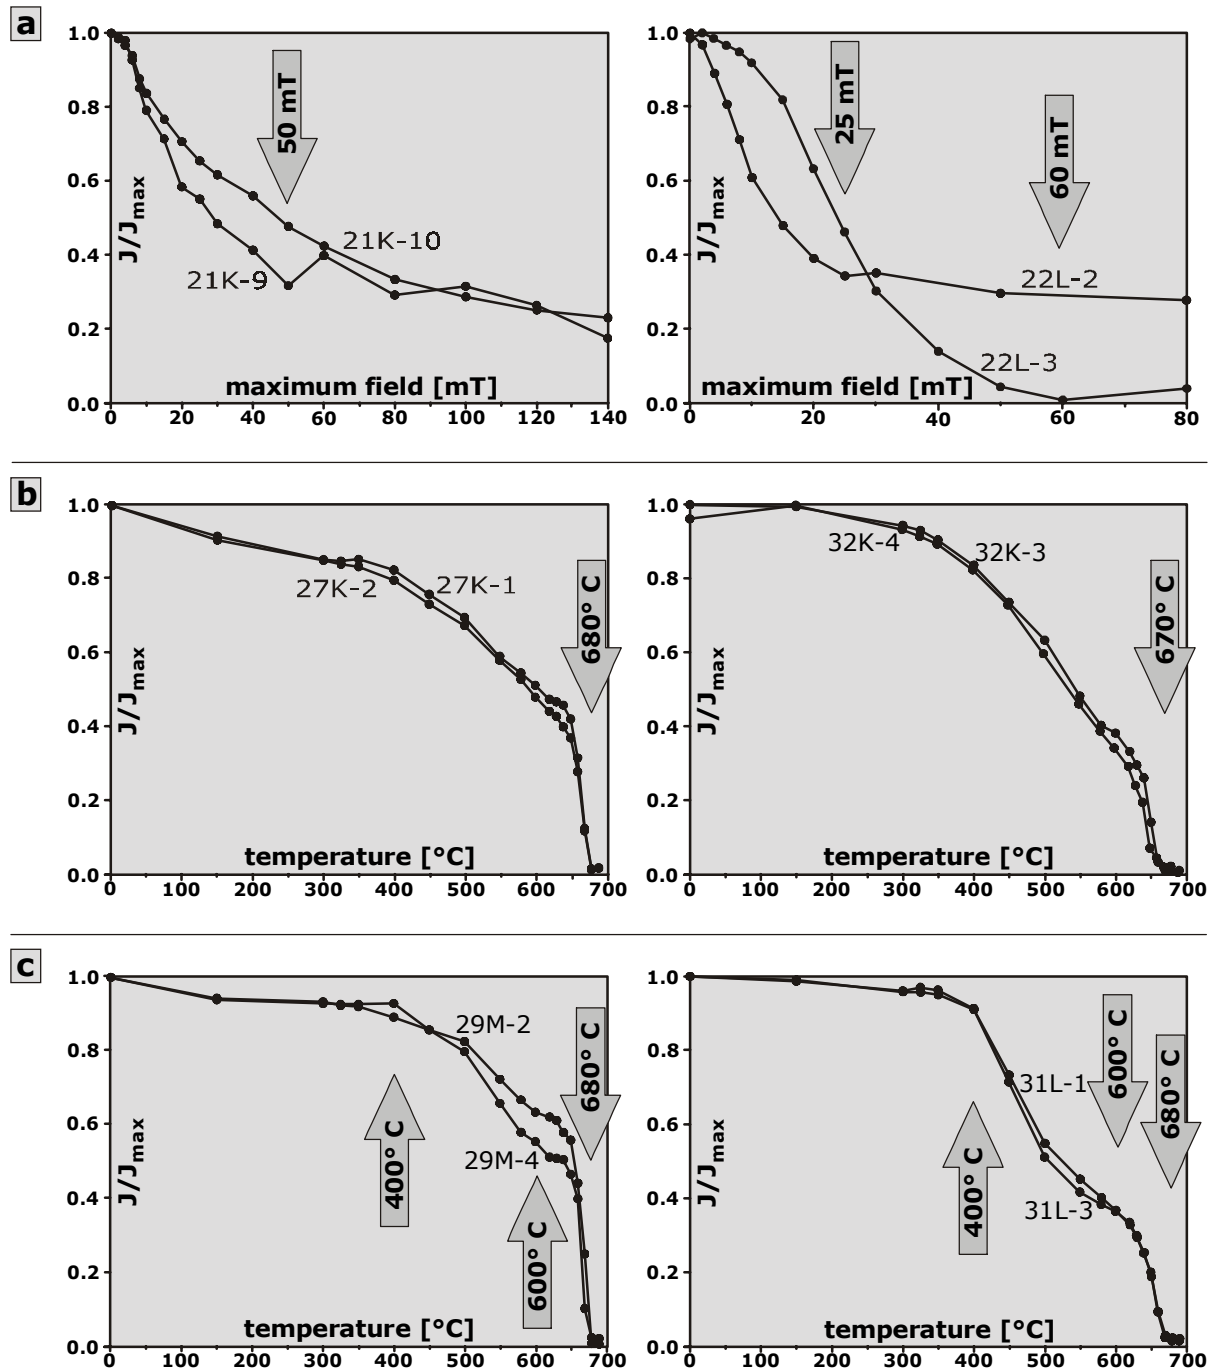 a
1.0
0.8
0.6
0.4
0.2
0.0
J/Jmax
50 mT
21K-10
21K-9
maximum field [mT]
0 20 40 60 80 100 120 140
1.0
0.8
0.6
0.4
0.2
0.0
J/Jmax
25 mT
60 mT
22L-2
22L-3
maximum field [mT]
0 20 40 60 80
b
1.0
0.8
0.6
0.4
0.2
0.0
J/Jmax
27K-2
27K-1
680° C
temperature [°C]
0 100 200 300 400 500 600 700
1.0
0.8
0.6
0.4
0.2
0.0
J/Jmax
32K-4
32K-3
670° C
temperature [°C]
0 100 200 300 400 500 600 700
c
1.0
0.8
0.6
0.4
0.2
0.0
J/Jmax
29M-2
680° C
400° C
29M-4
600° C
temperature [°C]
0 100 200 300 400 500 600 700
1.0
0.8
0.6
0.4
0.2
0.0
J/Jmax
600° C
680° C
31L-1
400° C
31L-3
temperature [°C]
0 100 200 300 400 500 600 700